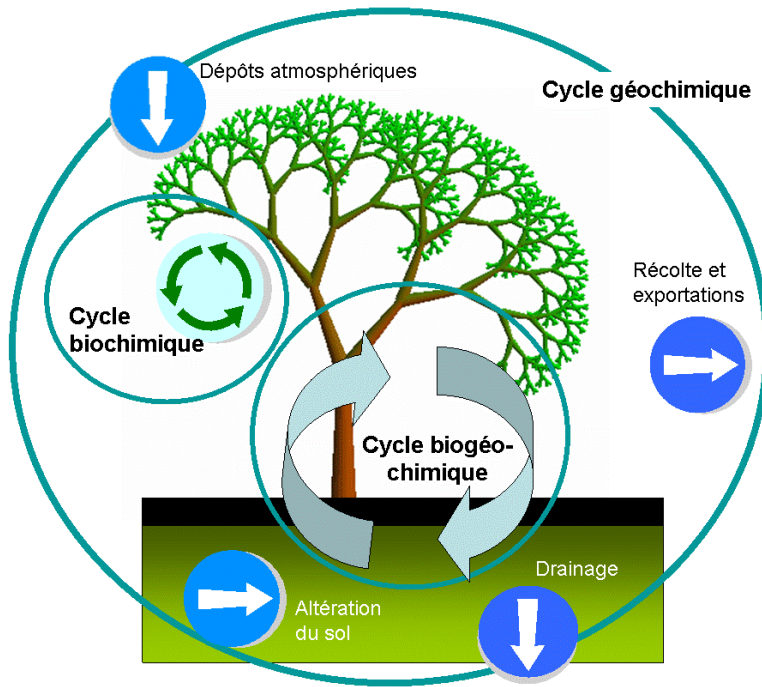 Dépôts atmosphériques
Cycle géochimique
Récolte et
exportations
Cycle
biochimique
Cycle biogéo-
chimique
Drainage
Altération
du sol